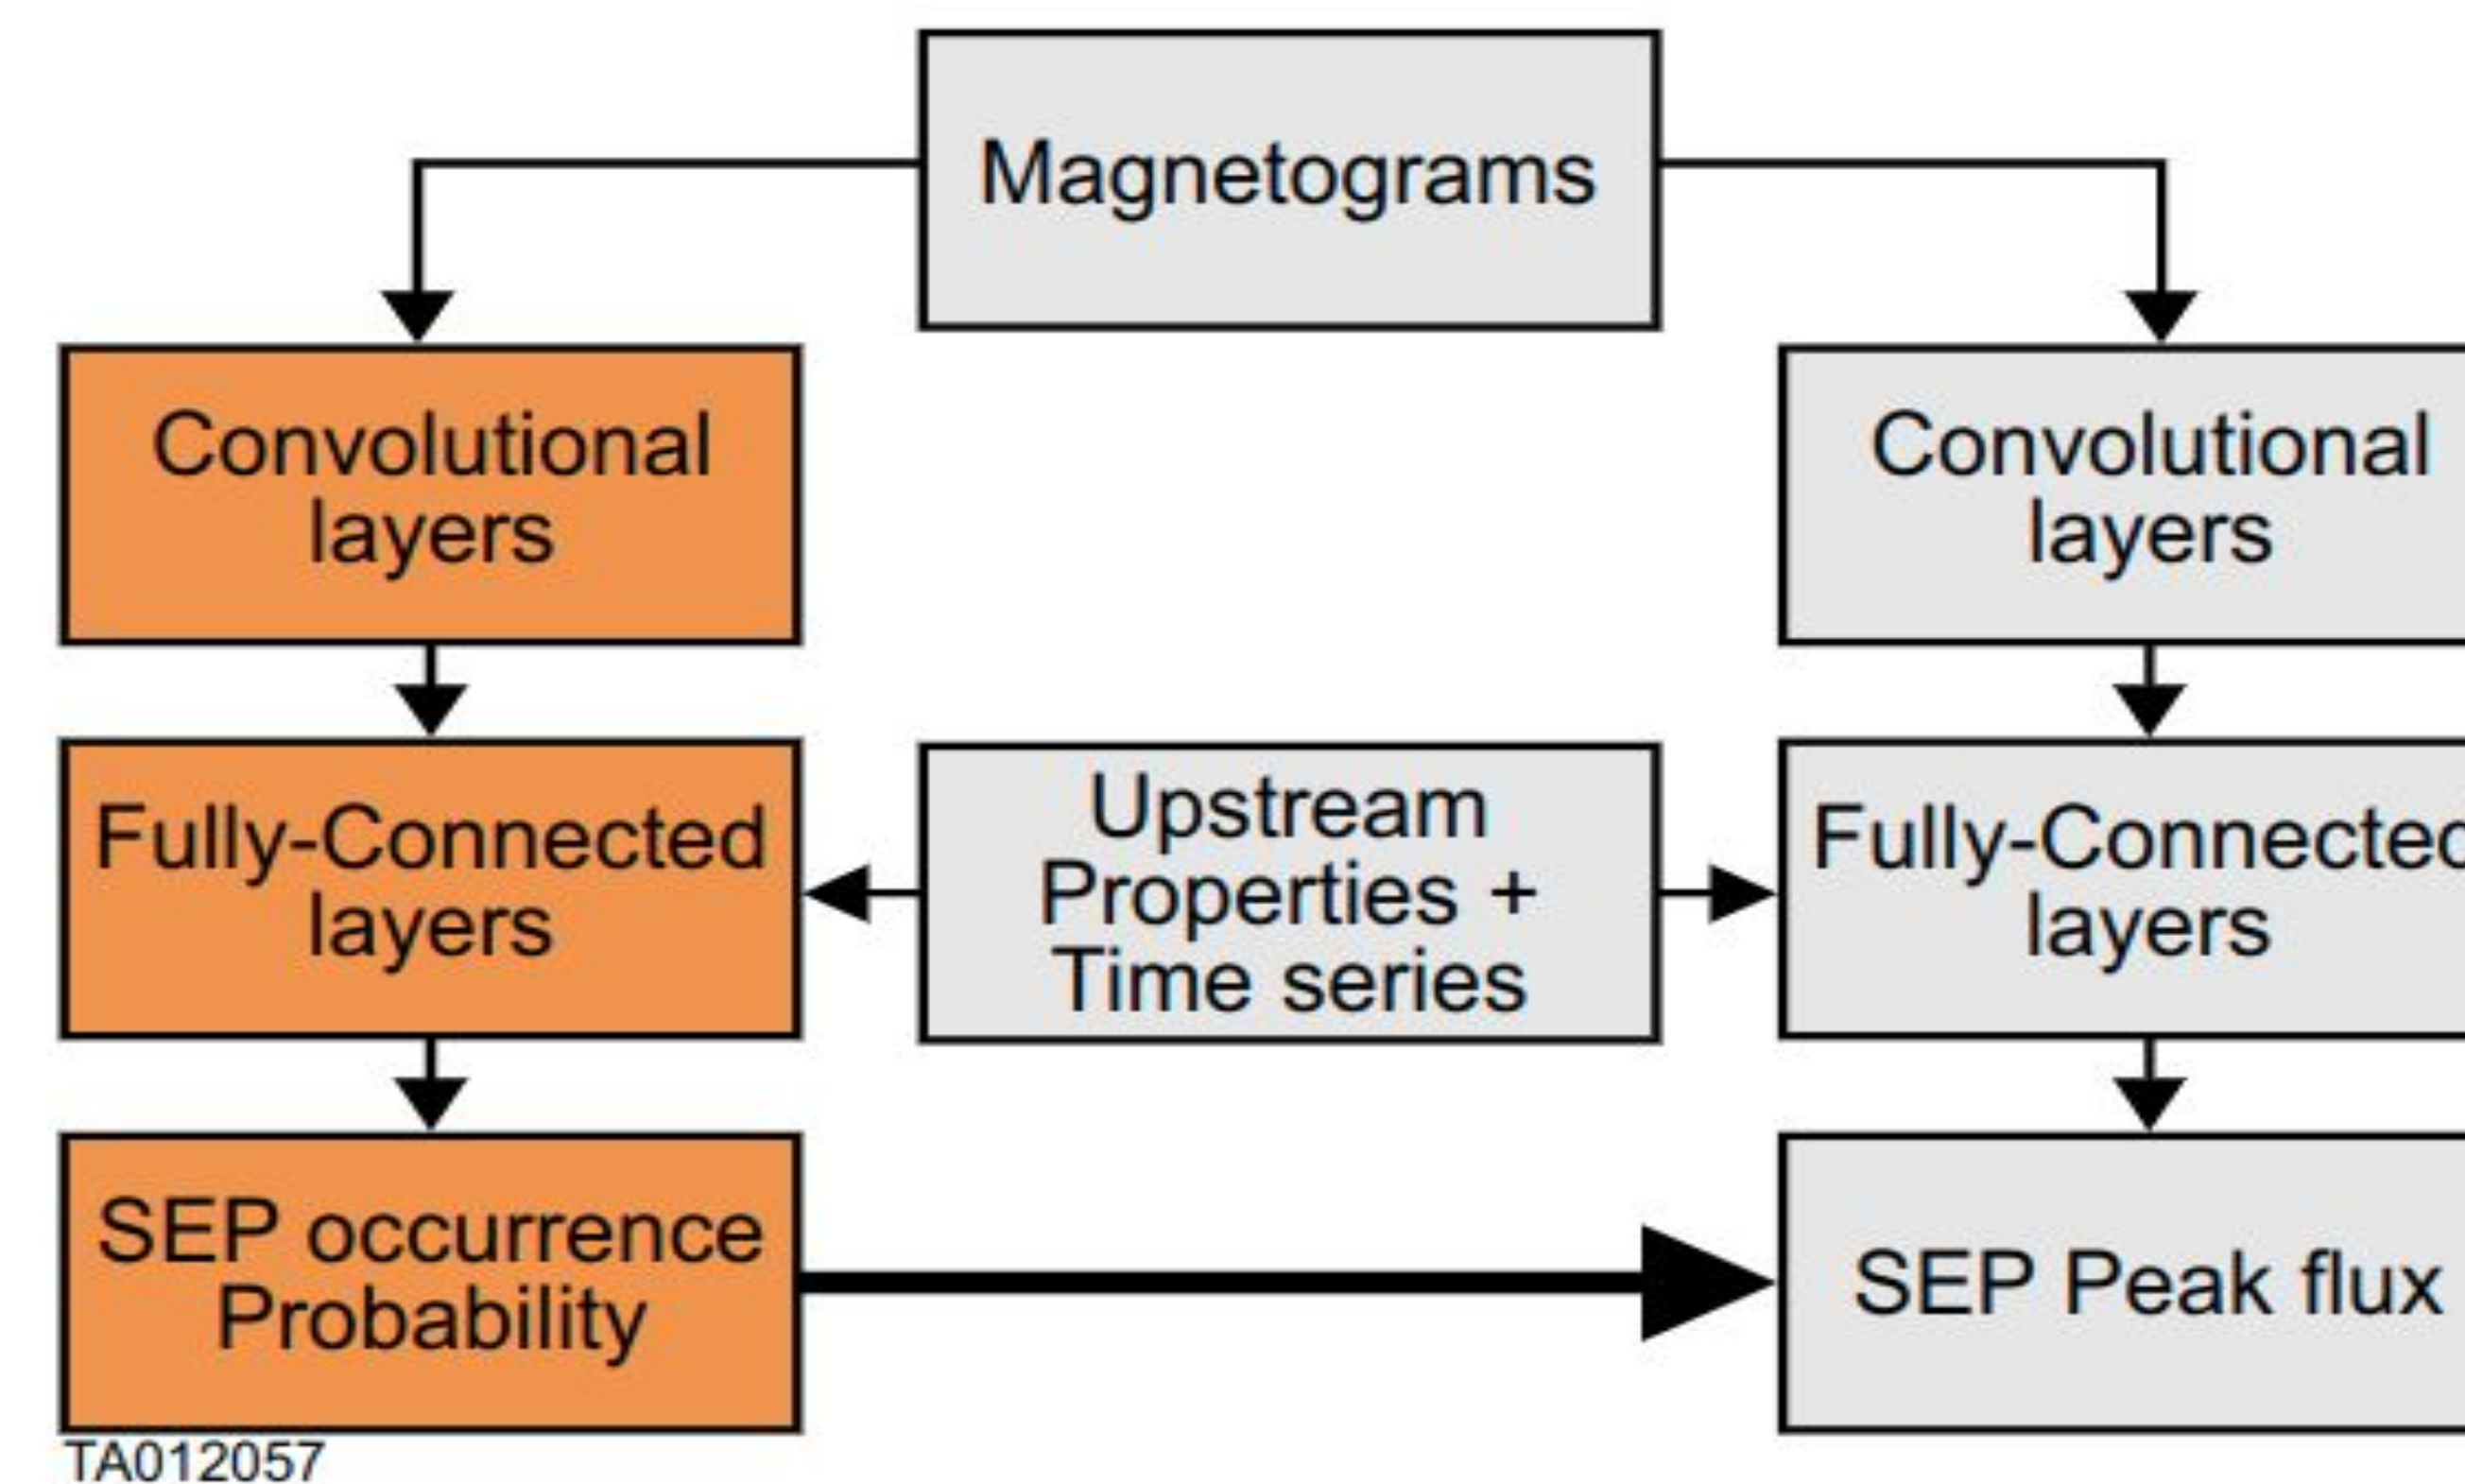 Magnetograms
Convolutional
layers
Convolutional
layers
Fully-Connected
layers
Upstream
Properties +
Time series
Fully-Connected
layers
SEP occurrence
Probability
SEP Peak flux
TA012057